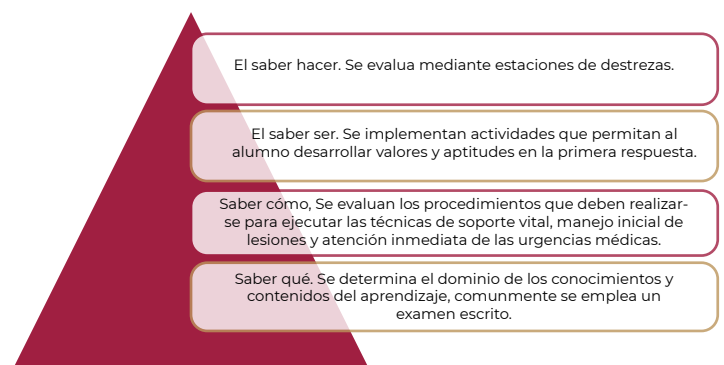 El saber hacer. Se evalua mediante estaciones de destrezas.
El saber ser. Se implementan actividades que permitan al
alumno desarrollar valores y aptitudes en la primera respuesta.
Saber cómo, Se evaluan los procedimientos que deben realizar-
se para ejecutar las técnicas de soporte vital, manejo inicial de
lesiones y atención inmediata de las urgencias médicas.
Saber qué. Se determina el dominio de los conocimientos y
contenidos del aprendizaje, comunmente se emplea un
examen escrito.